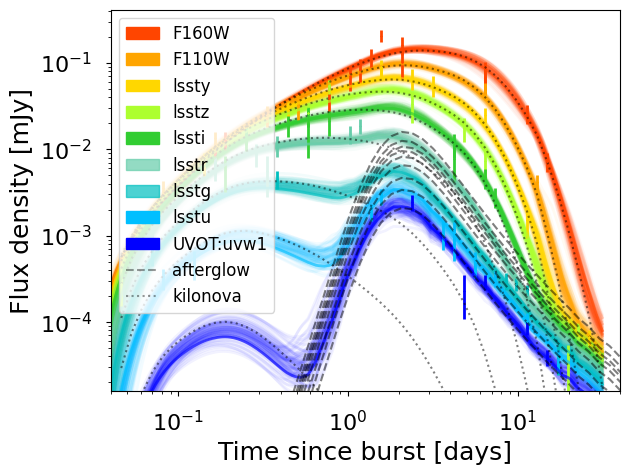 F160W
F110W
lssty
lsstz
lssti
lsstr
lsstg
lsstu
UVOT:uvw1
afterglow
kilonova
Flux density [mJy]
10⁻¹
10⁻²
10⁻³
10⁻⁴
10⁻¹
10⁰
10¹
Time since burst [days]